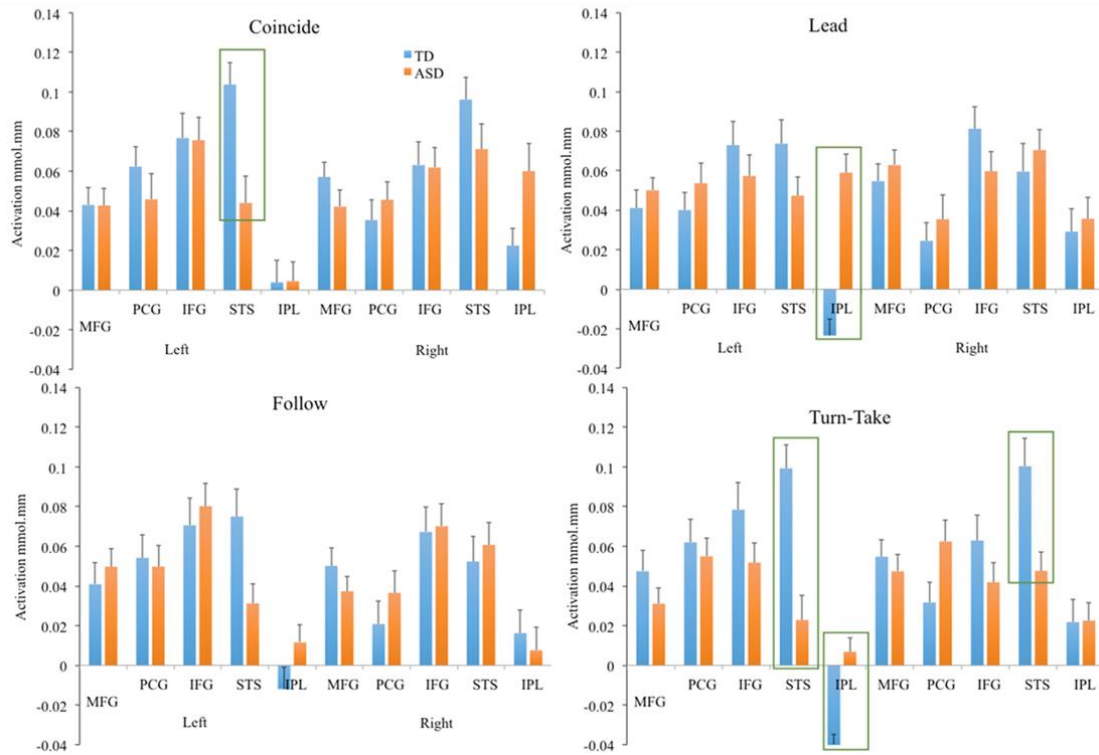 Coincide
TD
ASD
Activation mmol.mm
0.14
0.12
0.1
0.08
0.06
0.04
0.02
0
-0.02
-0.04
MFG PCG IFG STS IPL MFG PCG IFG STS IPL
Left Right
Lead
Activation mmol.mm
0.14
0.12
0.1
0.08
0.06
0.04
0.02
0
-0.02
-0.04
MFG PCG IFG STS IPL MFG PCG IFG STS IPL
Left Right
Follow
Activation mmol.mm
0.14
0.12
0.1
0.08
0.06
0.04
0.02
0
-0.02
-0.04
MFG PCG IFG STS IPL MFG PCG IFG STS IPL
Left Right
Turn-Take
Activation mmol.mm
0.14
0.12
0.1
0.08
0.06
0.04
0.02
0
-0.02
-0.04
MFG PCG IFG STS IPL MFG PCG IFG STS IPL
Left Right